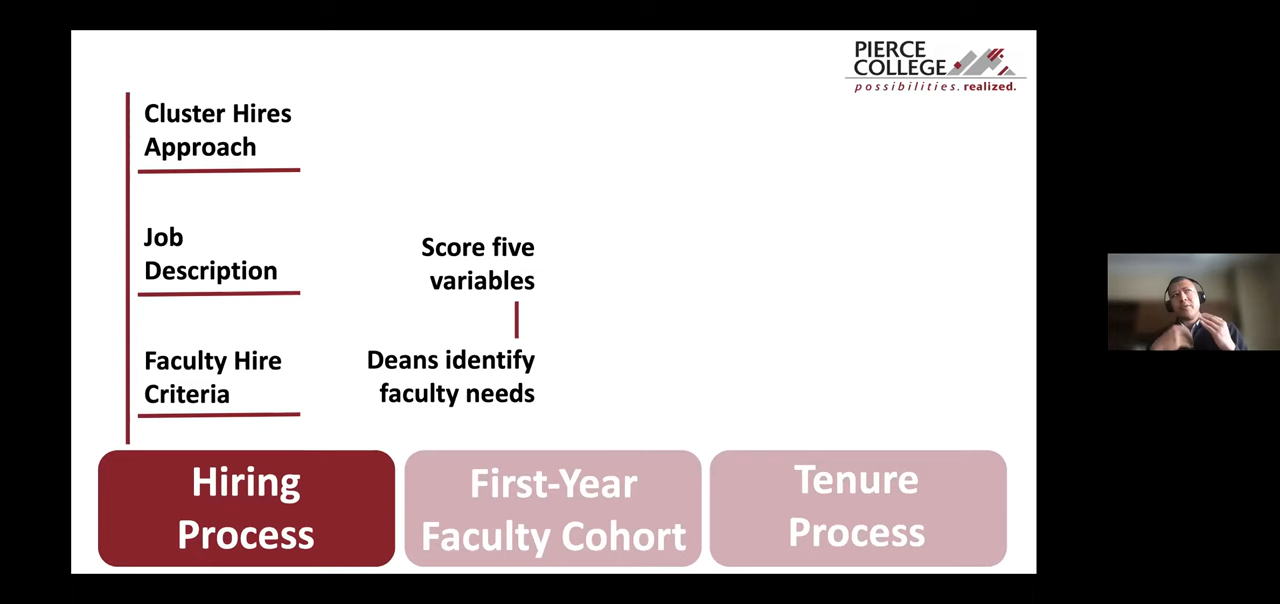 PIERCE
COLLEGE
possibilities. realized.
Cluster Hires
Approach
Job
Description
Score five
variables
Faculty Hire
Criteria
Deans identify
faculty needs
Hiring
Process
First-Year
Faculty Cohort
Tenure
Process